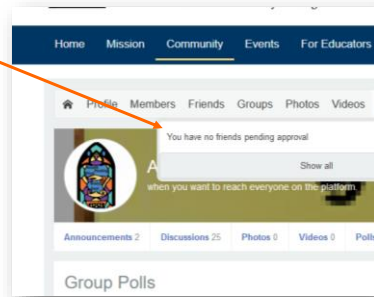 Home Mission Community Events For Educators
Profile Members Friends Groups Photos Videos
You have no friends pending approval
Show all
A
when you want to reach everyone on the platform.
Announcements 2 Discussions 25 Photos 0 Videos 0 Polls
Group Polls